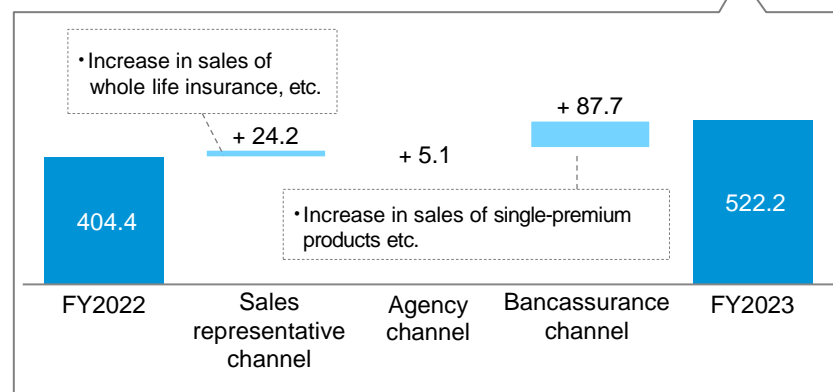 ・Increase in sales of
whole life insurance, etc.
+ 24.2
+ 5.1
+ 87.7
404.4
522.2
・Increase in sales of single-premium
products etc.
FY2022
Sales
representative
channel
Agency
channel
Bancassurance
channel
FY2023